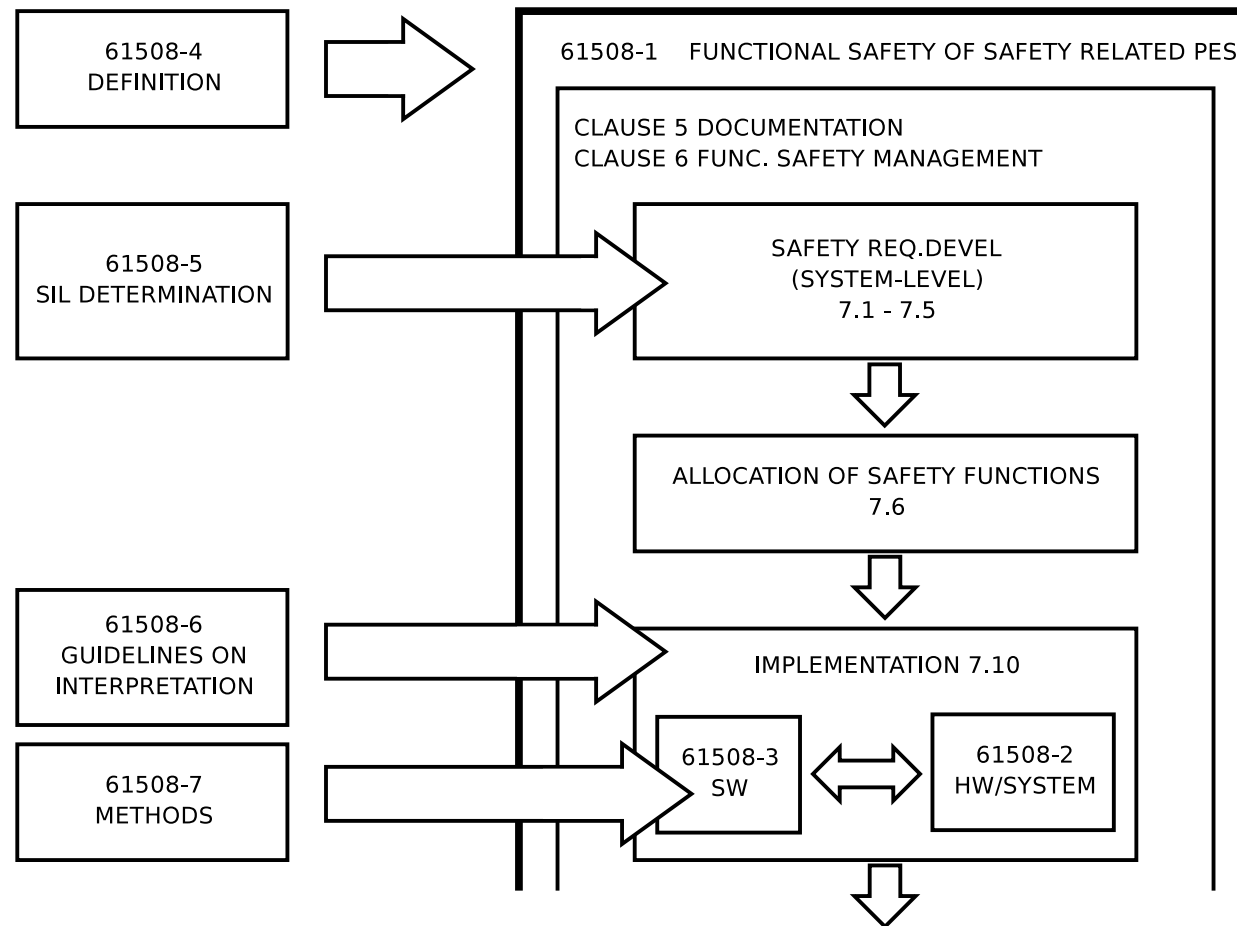 61508-4
DEFINITION
61508-1 FUNCTIONAL SAFETY OF SAFETY RELATED PES
CLAUSE 5 DOCUMENTATION
CLAUSE 6 FUNC. SAFETY MANAGEMENT
61508-5
SIL DETERMINATION
SAFETY REQ.DEVEL
(SYSTEM-LEVEL)
7.1 - 7.5
ALLOCATION OF SAFETY FUNCTIONS
7.6
61508-6
GUIDELINES ON
INTERPRETATION
IMPLEMENTATION 7.10
61508-7
METHODS
61508-3
SW
61508-2
HW/SYSTEM